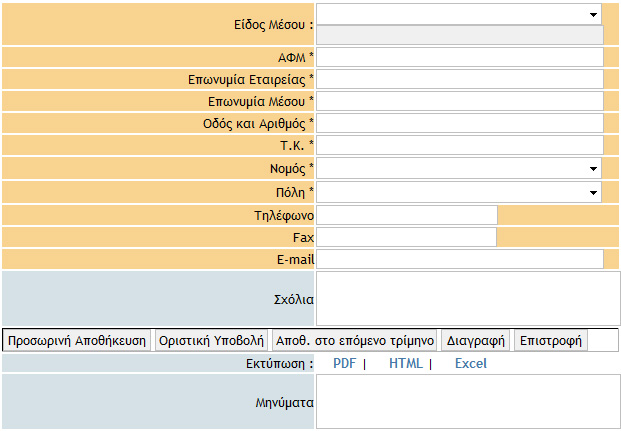 Είδος Μέσου :
ΑΦΜ *
Επωνυμία Εταιρείας *
Επωνυμία Μέσου *
Οδός και Αριθμός *
Τ.Κ. *
Νομός *
Πόλη *
Τηλέφωνο
Fax
E-mail
Σχόλια
Προσωρινή Αποθήκευση Οριστική Υποβολή Αποθ. στο επόμενο τρίμηνο Διαγραφή Επιστροφή
Εκτύπωση : PDF | HTML | Excel
Μηνύματα